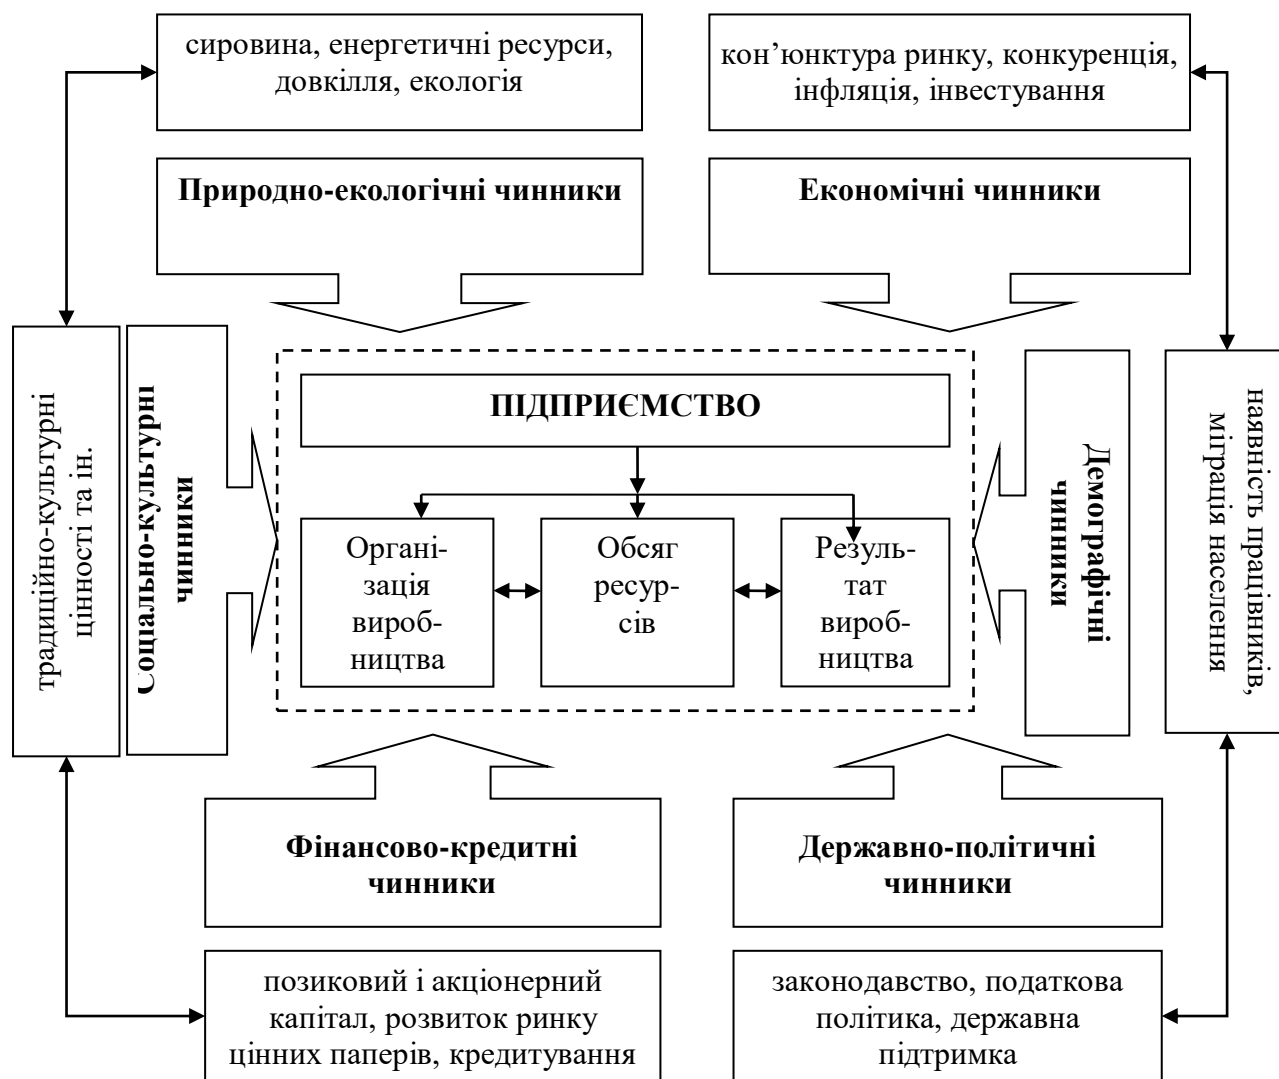 сировина, енергетичні ресурси,
довкілля, екологія
кон’юнктура ринку, конкуренція,
інфляція, інвестування
Природно-екологічні чинники
Економічні чинники
традиційно-культурні
цінності та ін.
Соціально-культурні
чинники
ПІДПРИЄМСТВО
Органі-
зація
вироб-
ництва
Обсяг
ресур-
сів
Резуль-
тат
вироб-
ництва
Демографічні
чинники
наявність працівників,
міграція населення
Фінансово-кредитні
чинники
Державно-політичні
чинники
позиковий і акціонерний
капітал, розвиток ринку
цінних паперів, кредитування
законодавство, податкова
політика, державна
підтримка